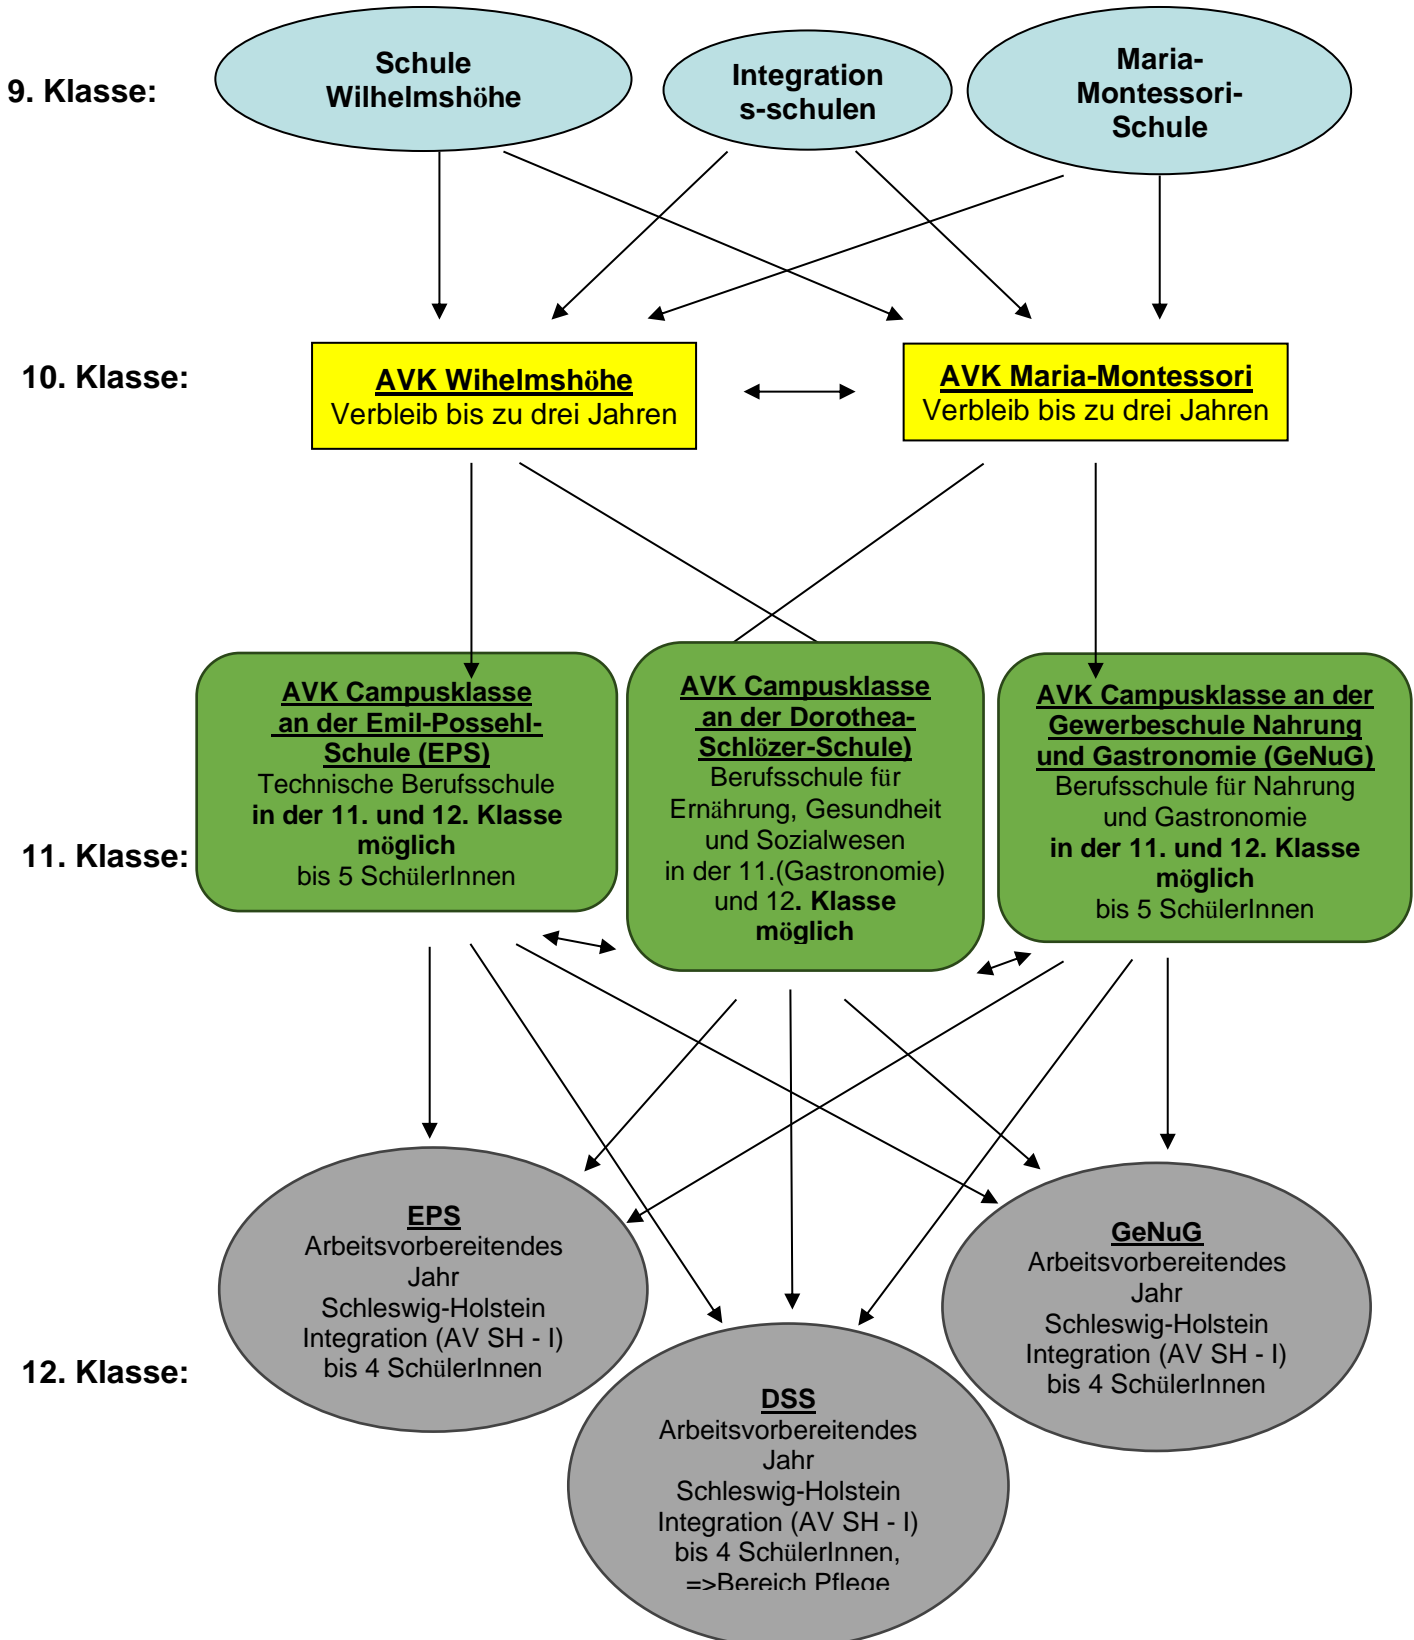 9. Klasse:
Schule
Wilhelmshöhe
Integration
s-schulen
Maria-
Montessori-
Schule
10. Klasse:
AVK Wihelmshöhe
Verbleib bis zu drei Jahren
AVK Maria-Montessori
Verbleib bis zu drei Jahren
11. Klasse:
AVK Campusklasse
an der Emil-Possehl-
Schule (EPS)
Technische Berufsschule
in der 11. und 12. Klasse
möglich
bis 5 SchülerInnen
AVK Campusklasse
an der Dorothea-
Schlözer-Schule)
Berufsschule für
Ernährung, Gesundheit
und Sozialwesen
in der 11.(Gastronomie)
und 12. Klasse
möglich
AVK Campusklasse an der
Gewerbeschule Nahrung
und Gastronomie (GeNuG)
Berufsschule für Nahrung
und Gastronomie
in der 11. und 12. Klasse
möglich
bis 5 SchülerInnen
12. Klasse:
EPS
Arbeitsvorbereitendes
Jahr
Schleswig-Holstein
Integration (AV SH - I)
bis 4 SchülerInnen
DSS
Arbeitsvorbereitendes
Jahr
Schleswig-Holstein
Integration (AV SH - I)
bis 4 SchülerInnen,
=>Bereich Pflege
GeNuG
Arbeitsvorbereitendes
Jahr
Schleswig-Holstein
Integration (AV SH - I)
bis 4 SchülerInnen